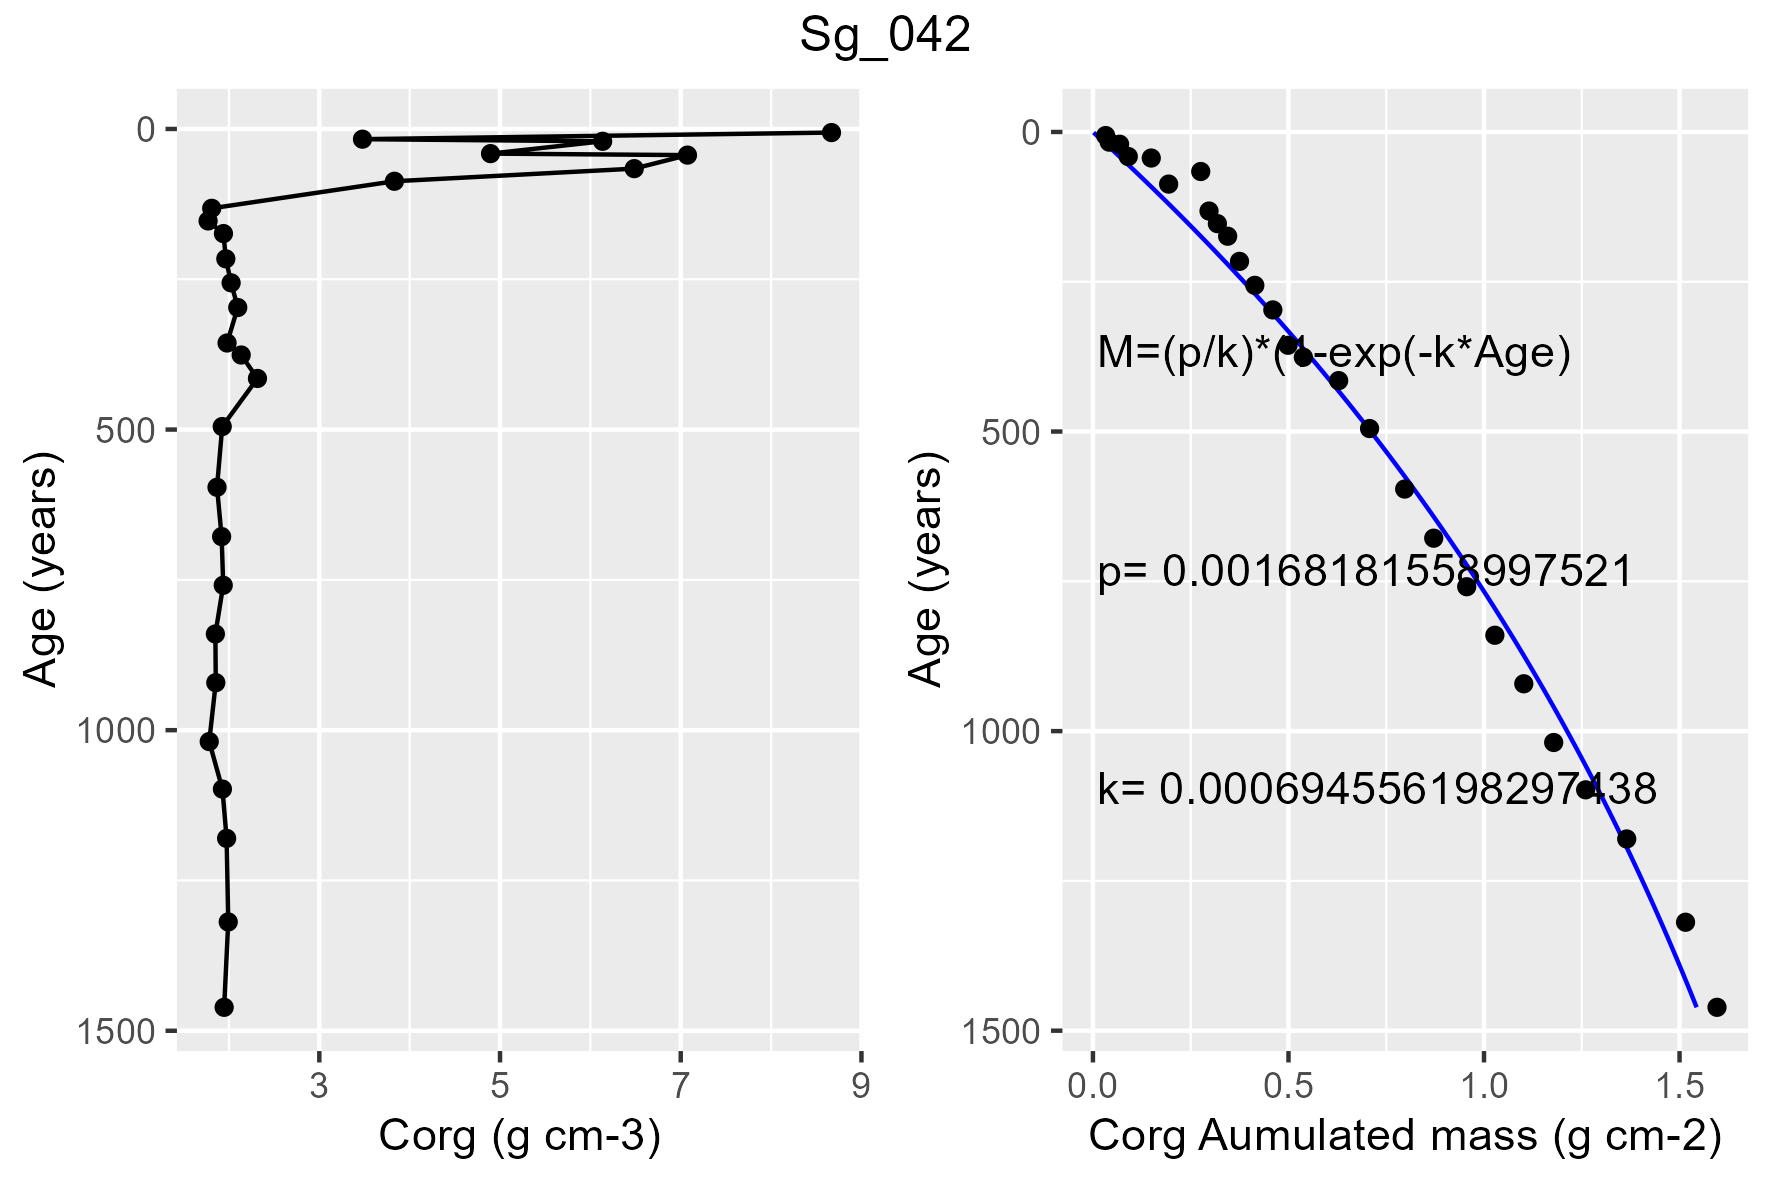 Sg_042
0
500
1000
1500
Age (years)
3 5 7 9
Corg (g cm-3)
0
500
1000
1500
Age (years)
M=(p/k)*(1-exp(-k*Age)
p= 0.00168181558997521
k= 0.000694556198297438
0.0 0.5 1.0 1.5
Corg Aumulated mass (g cm-2)